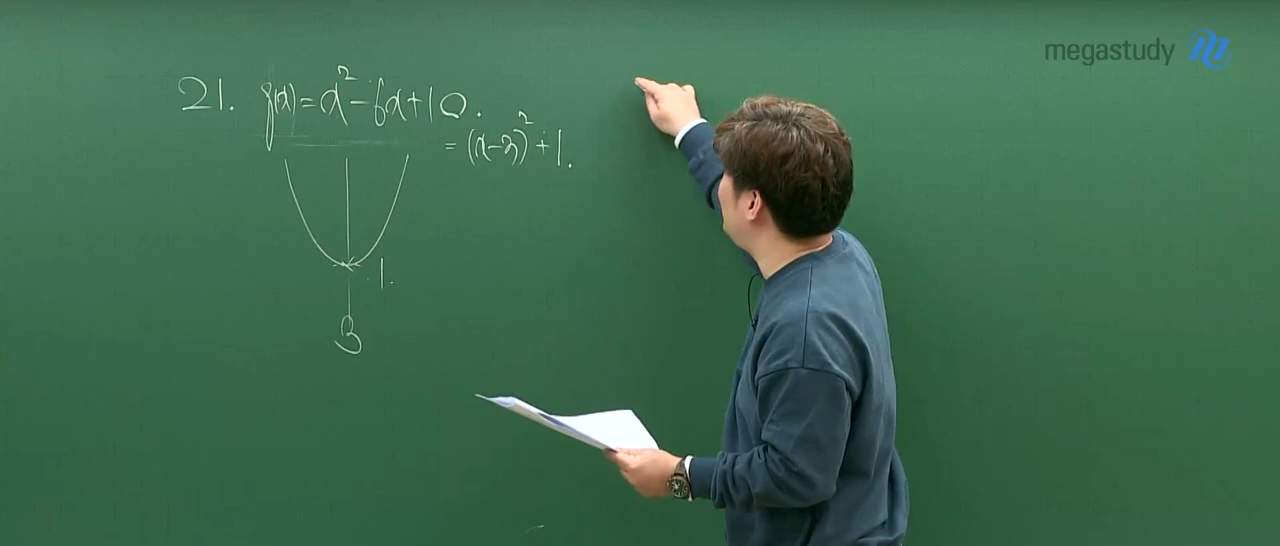 megastudy
21. f(x) = x² - 6x + 10.
= (x-3)² + 1.
1.
3